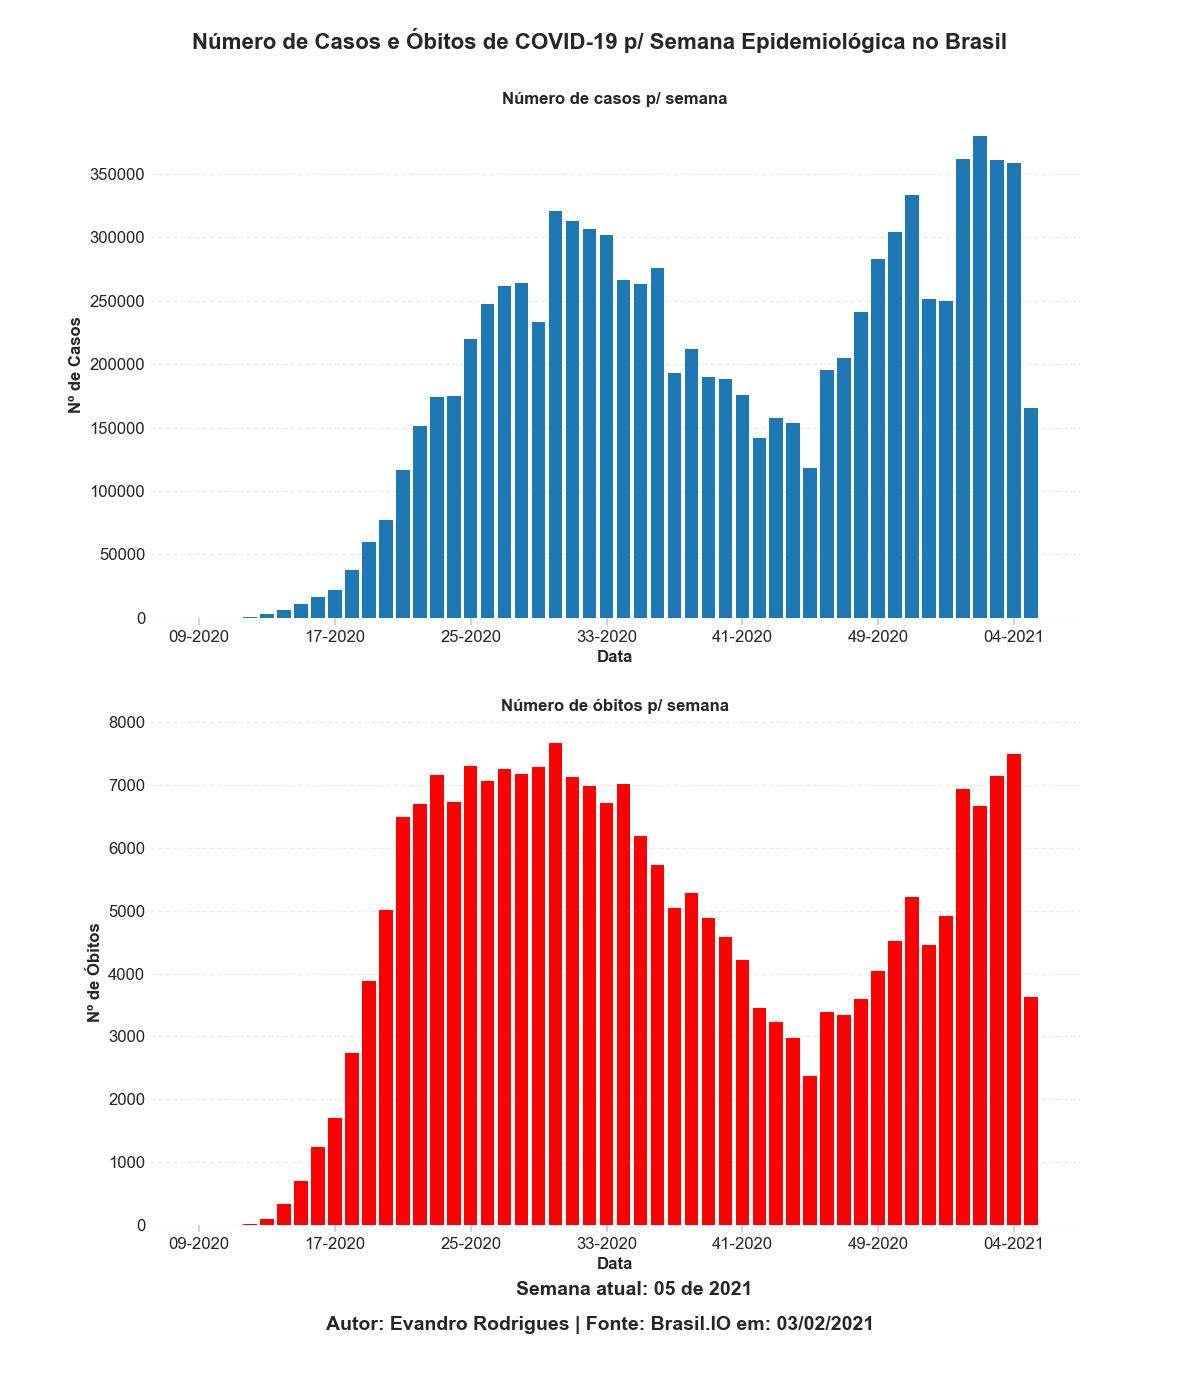 Número de Casos e Óbitos de COVID-19 p/ Semana Epidemiológica no Brasil
Número de casos p/ semana
350000
300000
250000
200000
150000
100000
50000
0
Nº de Casos
09-2020 17-2020 25-2020 33-2020 41-2020 49-2020 04-2021
Data
Número de óbitos p/ semana
8000
7000
6000
5000
4000
3000
2000
1000
0
Nº de Óbitos
09-2020 17-2020 25-2020 33-2020 41-2020 49-2020 04-2021
Data
Semana atual: 05 de 2021
Autor: Evandro Rodrigues | Fonte: Brasil.IO em: 03/02/2021